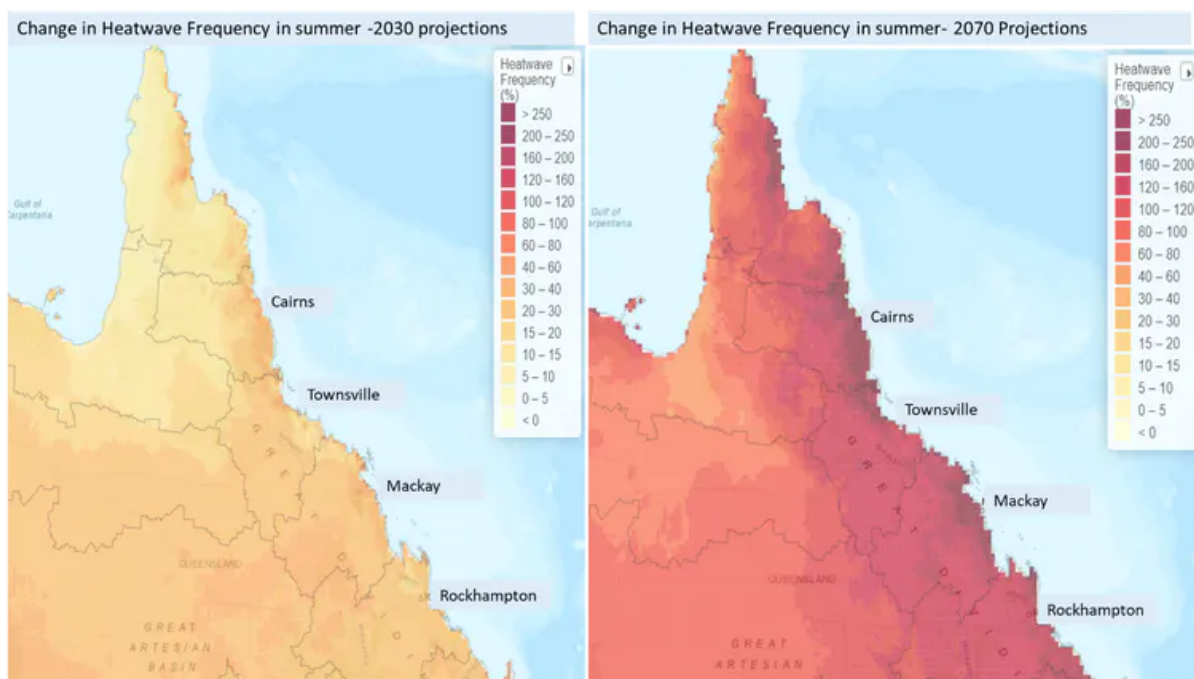 Change in Heatwave Frequency in summer -2030 projections
Heatwave
Frequency
(%)
> 250
200 – 250
160 – 200
120 – 160
100 – 120
80 – 100
60 – 80
40 – 60
30 – 40
20 – 30
15 – 20
10 – 15
5 – 10
0 – 5
< 0
Gulf of
Carpentaria
Cairns
Townsville
Mackay
QUEENSLAND
Rockhampton
GREAT
ARTESIAN
BASIN
Change in Heatwave Frequency in summer- 2070 Projections
Heatwave
Frequency
(%)
> 250
200 – 250
160 – 200
120 – 160
100 – 120
80 – 100
60 – 80
40 – 60
30 – 40
20 – 30
15 – 20
10 – 15
5 – 10
0 – 5
< 0
Gulf of
arpentaria
Cairns
Townsville
Mackay
QUEENSLAND
Rockhampton
GREAT
ARTESIAN